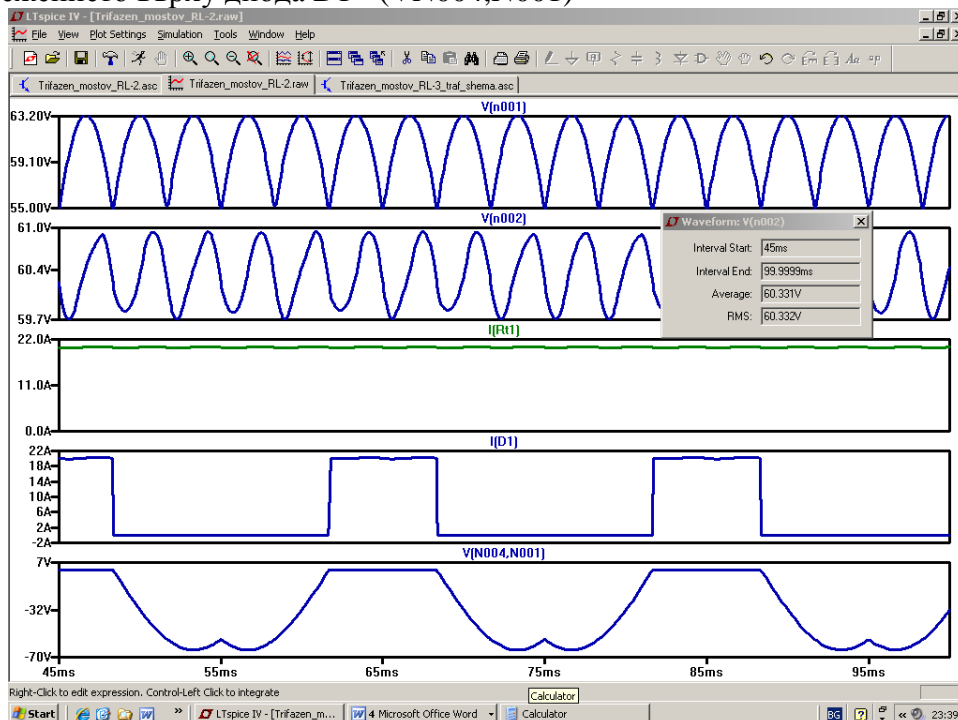 диода D1 (VN004,N001)
LTspice IV - [Trifazen_mostov_RL-2.raw]
File View Plot Settings Simulation Tools Window Help
Trifazen_mostov_RL-2.asc Trifazen_mostov_RL-2.raw Trifazen_mostov_RL-3_traf_shema.asc
V(n001)
63.20V
59.10V
55.00V
V(n002)
61.0V
60.4V
59.7V
Waveform: V(n002)
Interval Start: 45ms
Interval End: 99.9999ms
Average: 60.331V
RMS: 60.332V
I(Rt1)
22.0A
11.0A
0.0A
I(D1)
22A
18A
14A
10A
6A
2A
-2A
V(N004,N001)
7V
-32V
-70V
45ms 55ms 65ms 75ms 85ms 95ms
Right-Click to edit expression. Control-Left Click to integrate
Calculator
Start » LTspice IV - [Trifazen_m... 4 Microsoft Office Word Calculator BG « 23:39